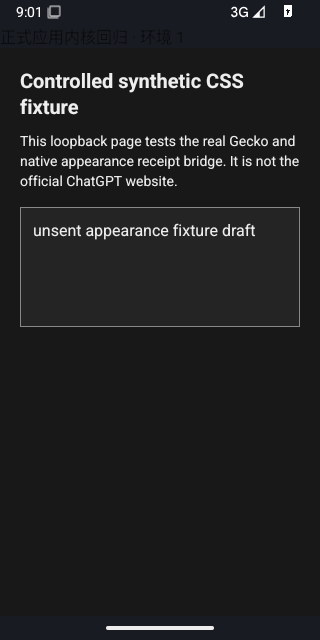 9:01
3G
正式应用内核回归 · 环境 1
Controlled synthetic CSS
fixture
This loopback page tests the real Gecko and
native appearance receipt bridge. It is not the
official ChatGPT website.
unsent appearance fixture draft